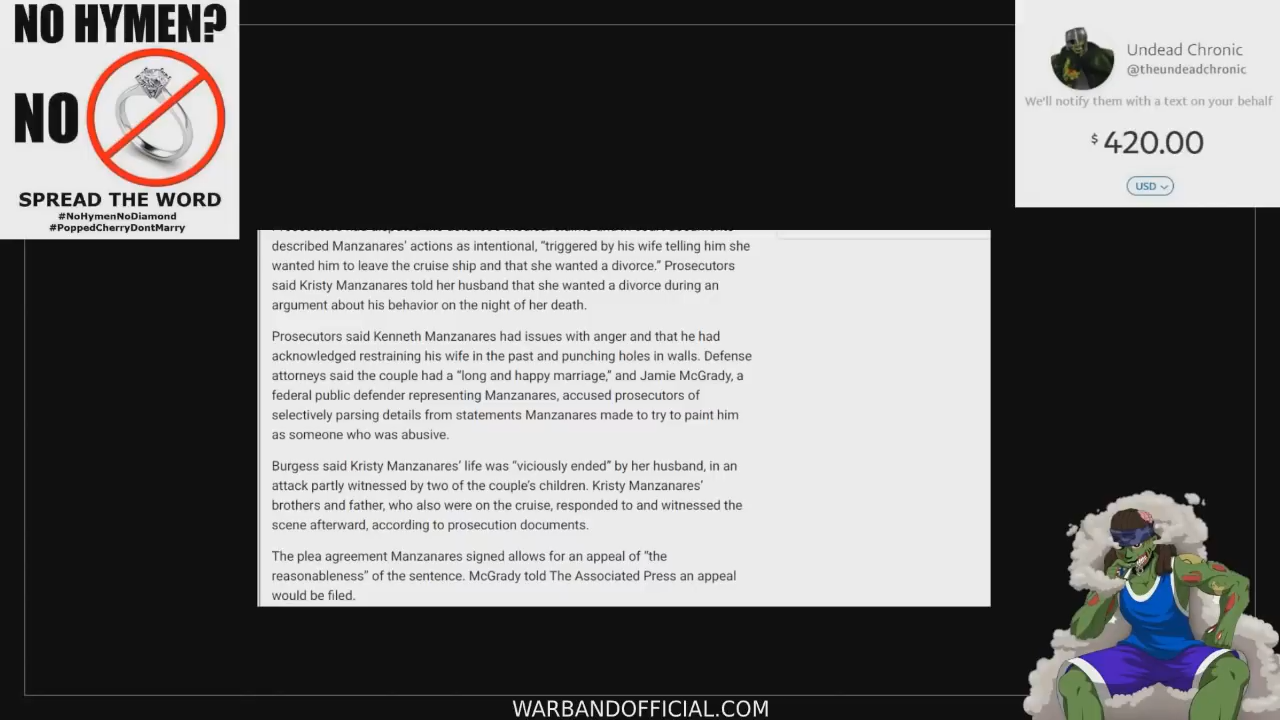 NO HYMEN?
NO
SPREAD THE WORD
#NoHymenNoDiamond
#PoppedCherryDontMarry
Undead Chronic
@theundeadchronic
We'll notify them with a text on your behalf
$ 420.00
USD
described Manzanares' actions as intentional, "triggered by his wife telling him she
wanted him to leave the cruise ship and that she wanted a divorce." Prosecutors
said Kristy Manzanares told her husband that she wanted a divorce during an
argument about his behavior on the night of her death.
Prosecutors said Kenneth Manzanares had issues with anger and that he had
acknowledged restraining his wife in the past and punching holes in walls. Defense
attorneys said the couple had a "long and happy marriage," and Jamie McGrady, a
federal public defender representing Manzanares, accused prosecutors of
selectively parsing details from statements Manzanares made to try to paint him
as someone who was abusive.
Burgess said Kristy Manzanares' life was "viciously ended" by her husband, in an
attack partly witnessed by two of the couple's children. Kristy Manzanares'
brothers and father, who also were on the cruise, responded to and witnessed the
scene afterward, according to prosecution documents.
The plea agreement Manzanares signed allows for an appeal of "the
reasonableness" of the sentence. McGrady told The Associated Press an appeal
would be filed.
WARBANDOFFICIAL.COM